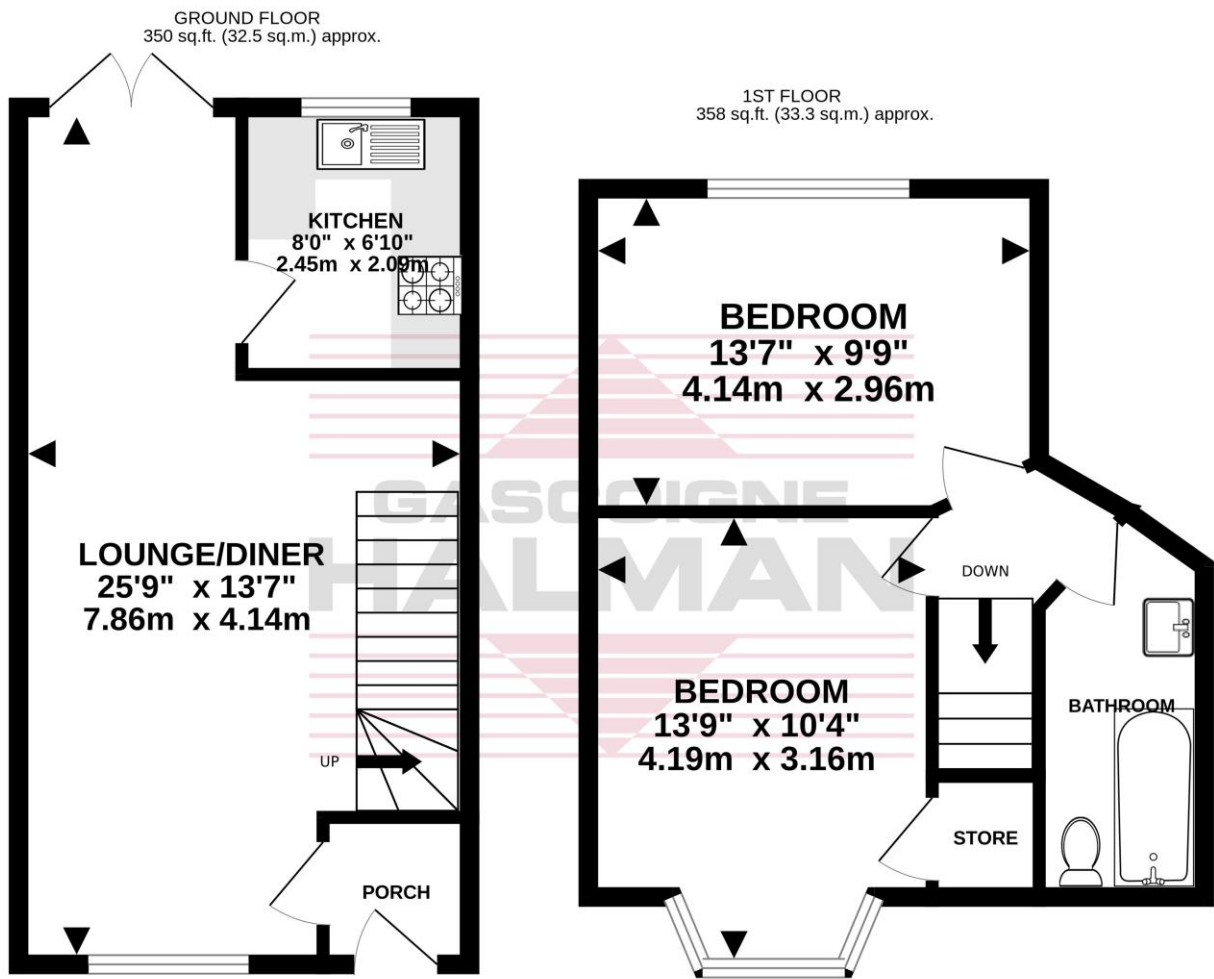 GROUND FLOOR
350 sq.ft. (32.5 sq.m.) approx.
KITCHEN
8'0" x 6'10"
2.45m x 2.09m
LOUNGE/DINER
25'9" x 13'7"
7.86m x 4.14m
UP
PORCH
1ST FLOOR
358 sq.ft. (33.3 sq.m.) approx.
BEDROOM
13'7" x 9'9"
4.14m x 2.96m
DOWN
BEDROOM
13'9" x 10'4"
4.19m x 3.16m
BATHROOM
STORE
GASCOIGNE
HALMAN